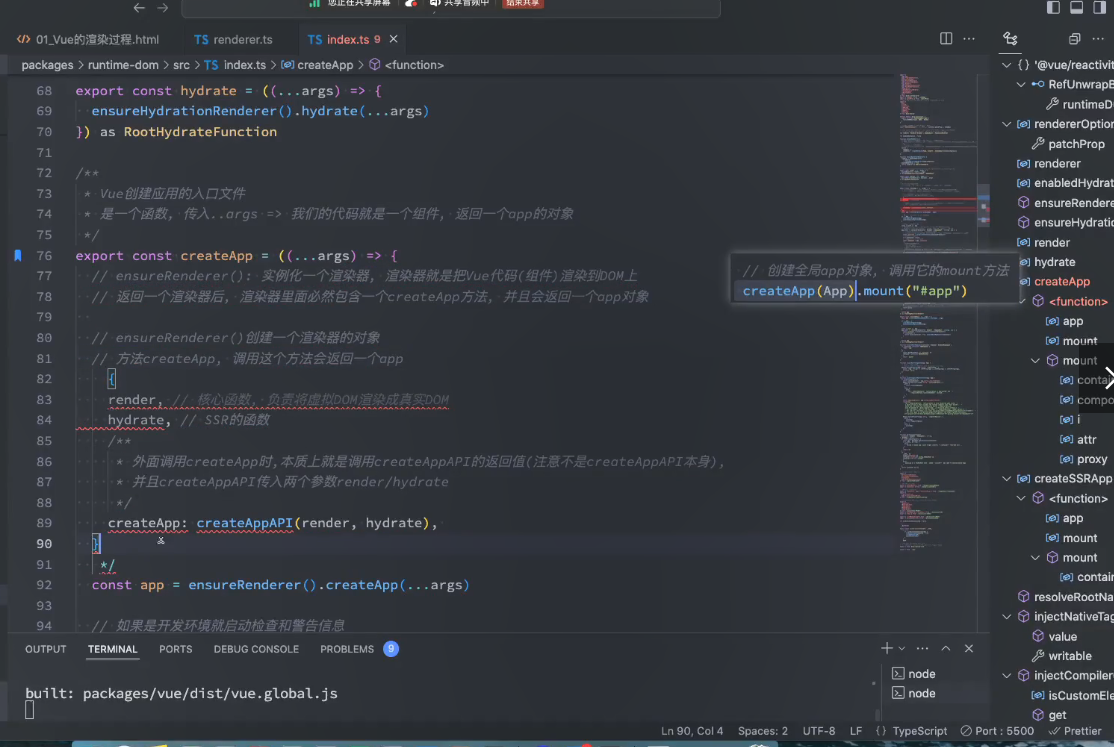 您正在共享屏幕 共享音频中 结束共享
01_Vue的渲染过程.html TS renderer.ts TS index.ts 9
packages > runtime-dom > src > TS index.ts > createApp > <function>
68 export const hydrate = ((...args) => {
69 ensureHydrationRenderer().hydrate(...args)
70 }) as RootHydrateFunction
71
72 /**
73 * Vue创建应用的入口文件
74 * 是一个函数, 传入..args => 我们的代码就是一个组件, 返回一个app的对象
75 */
76 export const createApp = ((...args) => {
77 // ensureRenderer(): 实例化一个渲染器, 渲染器就是把Vue代码(组件)渲染到DOM上
78 // 返回一个渲染器后, 渲染器里面必然包含一个createApp方法, 并且会返回一个app对象
79
80 // ensureRenderer()创建一个渲染器的对象
81 // 方法createApp, 调用这个方法会返回一个app
82 {
83 render, // 核心函数, 负责将虚拟DOM渲染成真实DOM
84 hydrate, // SSR的函数
85 /**
86 * 外面调用createApp时,本质上就是调用createAppAPI的返回值(注意不是createAppAPI本身),
87 * 并且createAppAPI传入两个参数render/hydrate
88 */
89 createApp: createAppAPI(render, hydrate),
90 }
91 */
92 const app = ensureRenderer().createApp(...args)
93
94 // 如果是开发环境就启动检查和警告信息
// 创建全局app对象, 调用它的mount方法
createApp(App).mount("#app")
{} '@vue/reactivit
RefUnwrapB
runtimeD
rendererOption
patchProp
renderer
enabledHydrat
ensureRendere
ensureHydratio
render
hydrate
createApp
<function>
app
mount
mount
contai
compo
i
attr
proxy
createSSRApp
<function>
app
mount
mount
contain
resolveRootNa
injectNativeTag
value
writable
injectCompiler
isCustomEle
get
OUTPUT TERMINAL PORTS DEBUG CONSOLE PROBLEMS 9
built: packages/vue/dist/vue.global.js
node
node
Ln 90, Col 4 Spaces: 2 UTF-8 LF {} TypeScript Port : 5500 Prettier